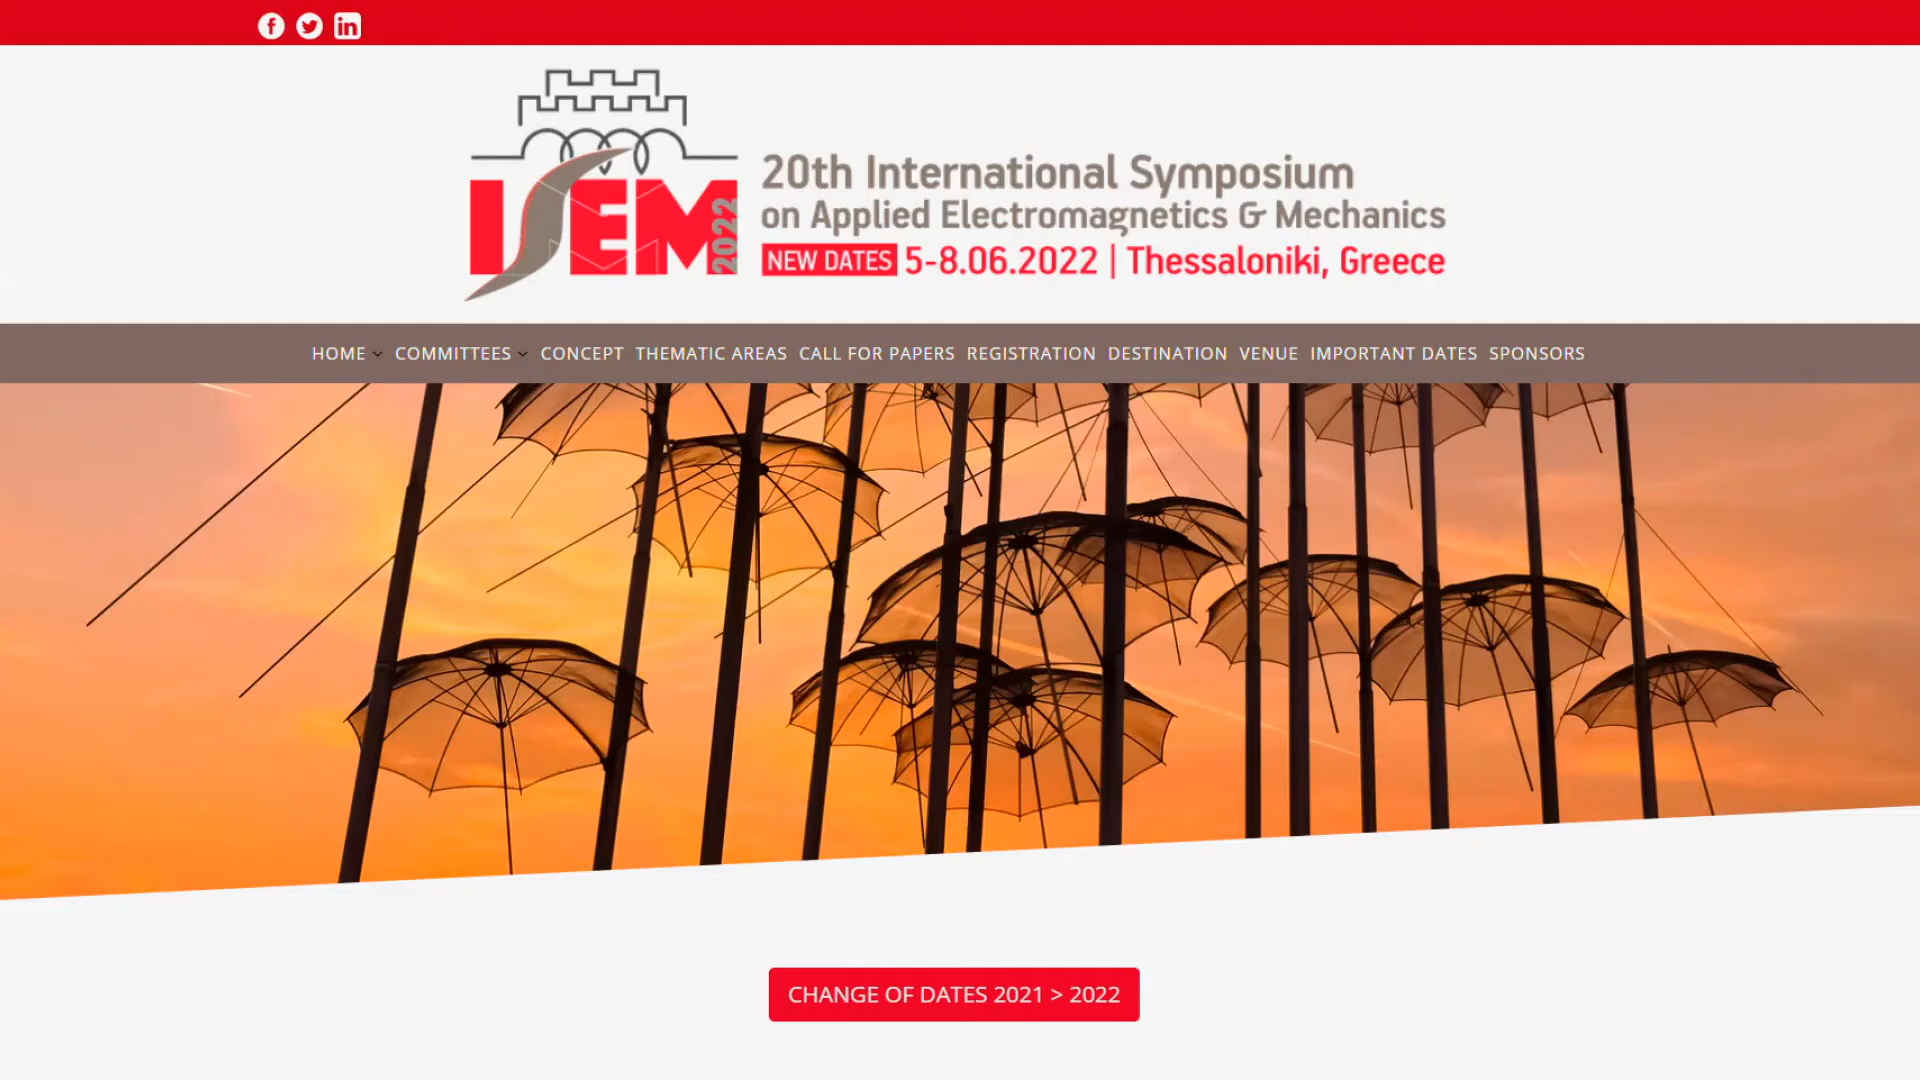 ISEM 2022
20th International Symposium
on Applied Electromagnetics & Mechanics
NEW DATES 5-8.06.2022 | Thessaloniki, Greece
HOME COMMITTEES CONCEPT THEMATIC AREAS CALL FOR PAPERS REGISTRATION DESTINATION VENUE IMPORTANT DATES SPONSORS
CHANGE OF DATES 2021 > 2022